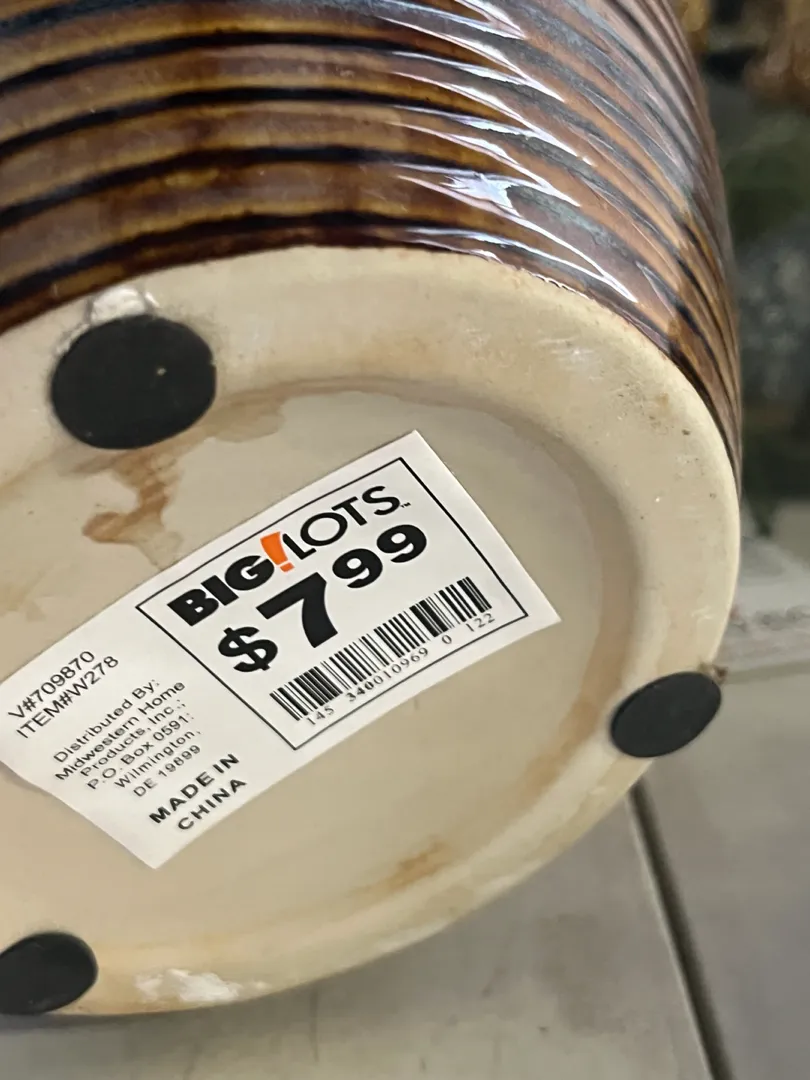 V#709870
ITEM#W278
Distributed By:
Midwestern Home
Products, Inc.;
P.O. Box 0591;
Wilmington,
DE 19899
MADE IN
CHINA
BIG!LOTS™
$7⁹⁹
145 340010969 0 122